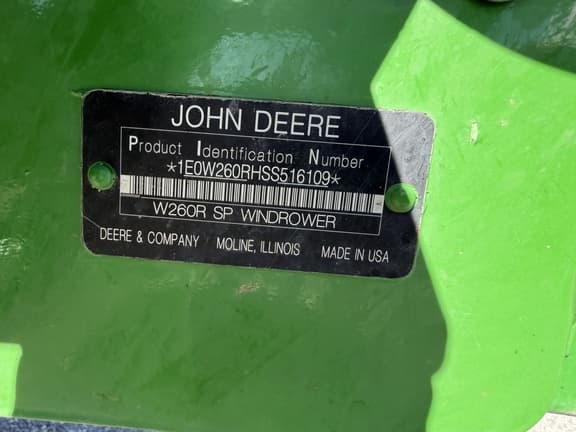 JOHN DEERE
Product Identification Number
*1E0W260RHSS516109*
W260R SP WINDROWER
DEERE & COMPANY MOLINE, ILLINOIS MADE IN USA